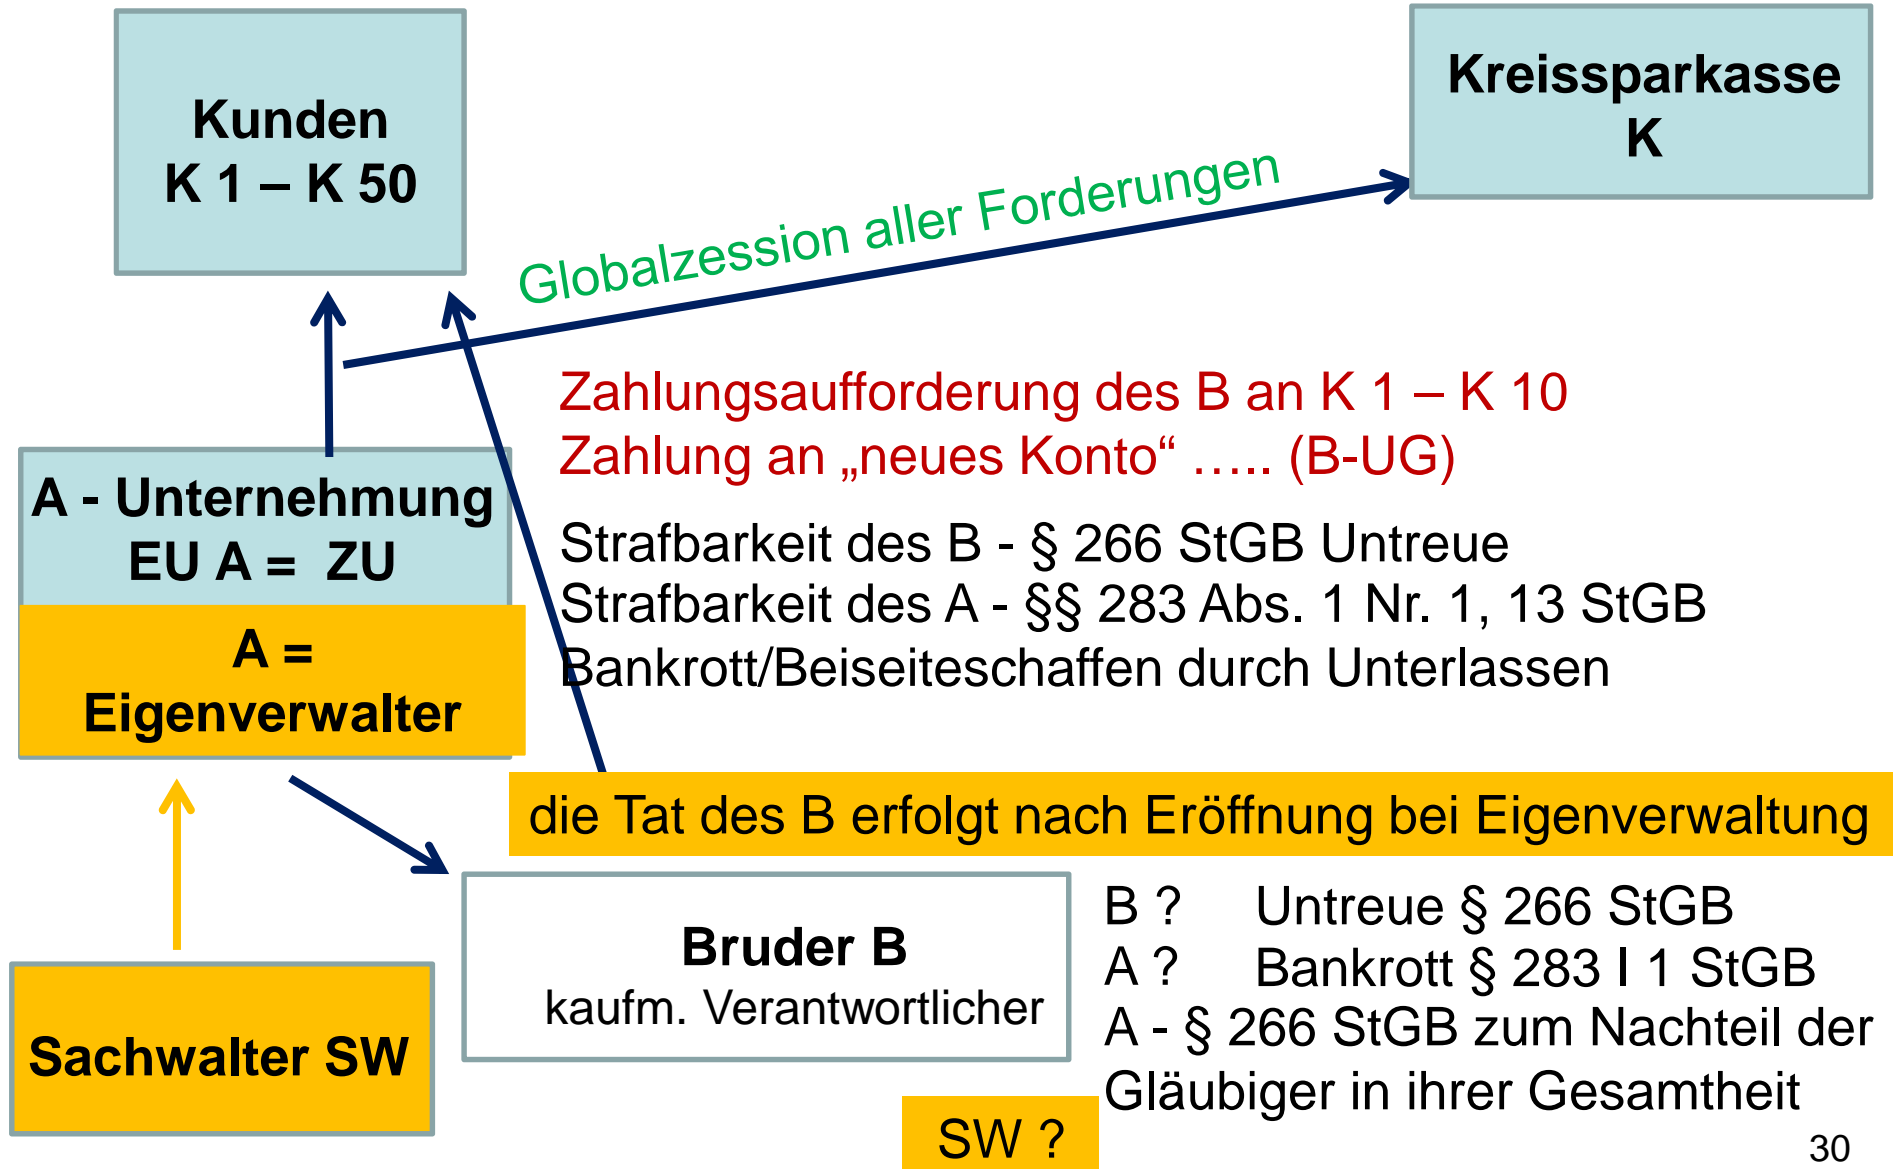 Kunden
K 1 – K 50
Kreissparkasse
K
Globalzession aller Forderungen
Zahlungsaufforderung des B an K 1 – K 10
Zahlung an „neues Konto“ ….. (B-UG)
A - Unternehmung
EU A = ZU
A =
Eigenverwalter
Strafbarkeit des B - § 266 StGB Untreue
Strafbarkeit des A - §§ 283 Abs. 1 Nr. 1, 13 StGB
Bankrott/Beiseiteschaffen durch Unterlassen
die Tat des B erfolgt nach Eröffnung bei Eigenverwaltung
Bruder B
kaufm. Verantwortlicher
Sachwalter SW
B ? Untreue § 266 StGB
A ? Bankrott § 283 I 1 StGB
A - § 266 StGB zum Nachteil der
Gläubiger in ihrer Gesamtheit
SW ?
30